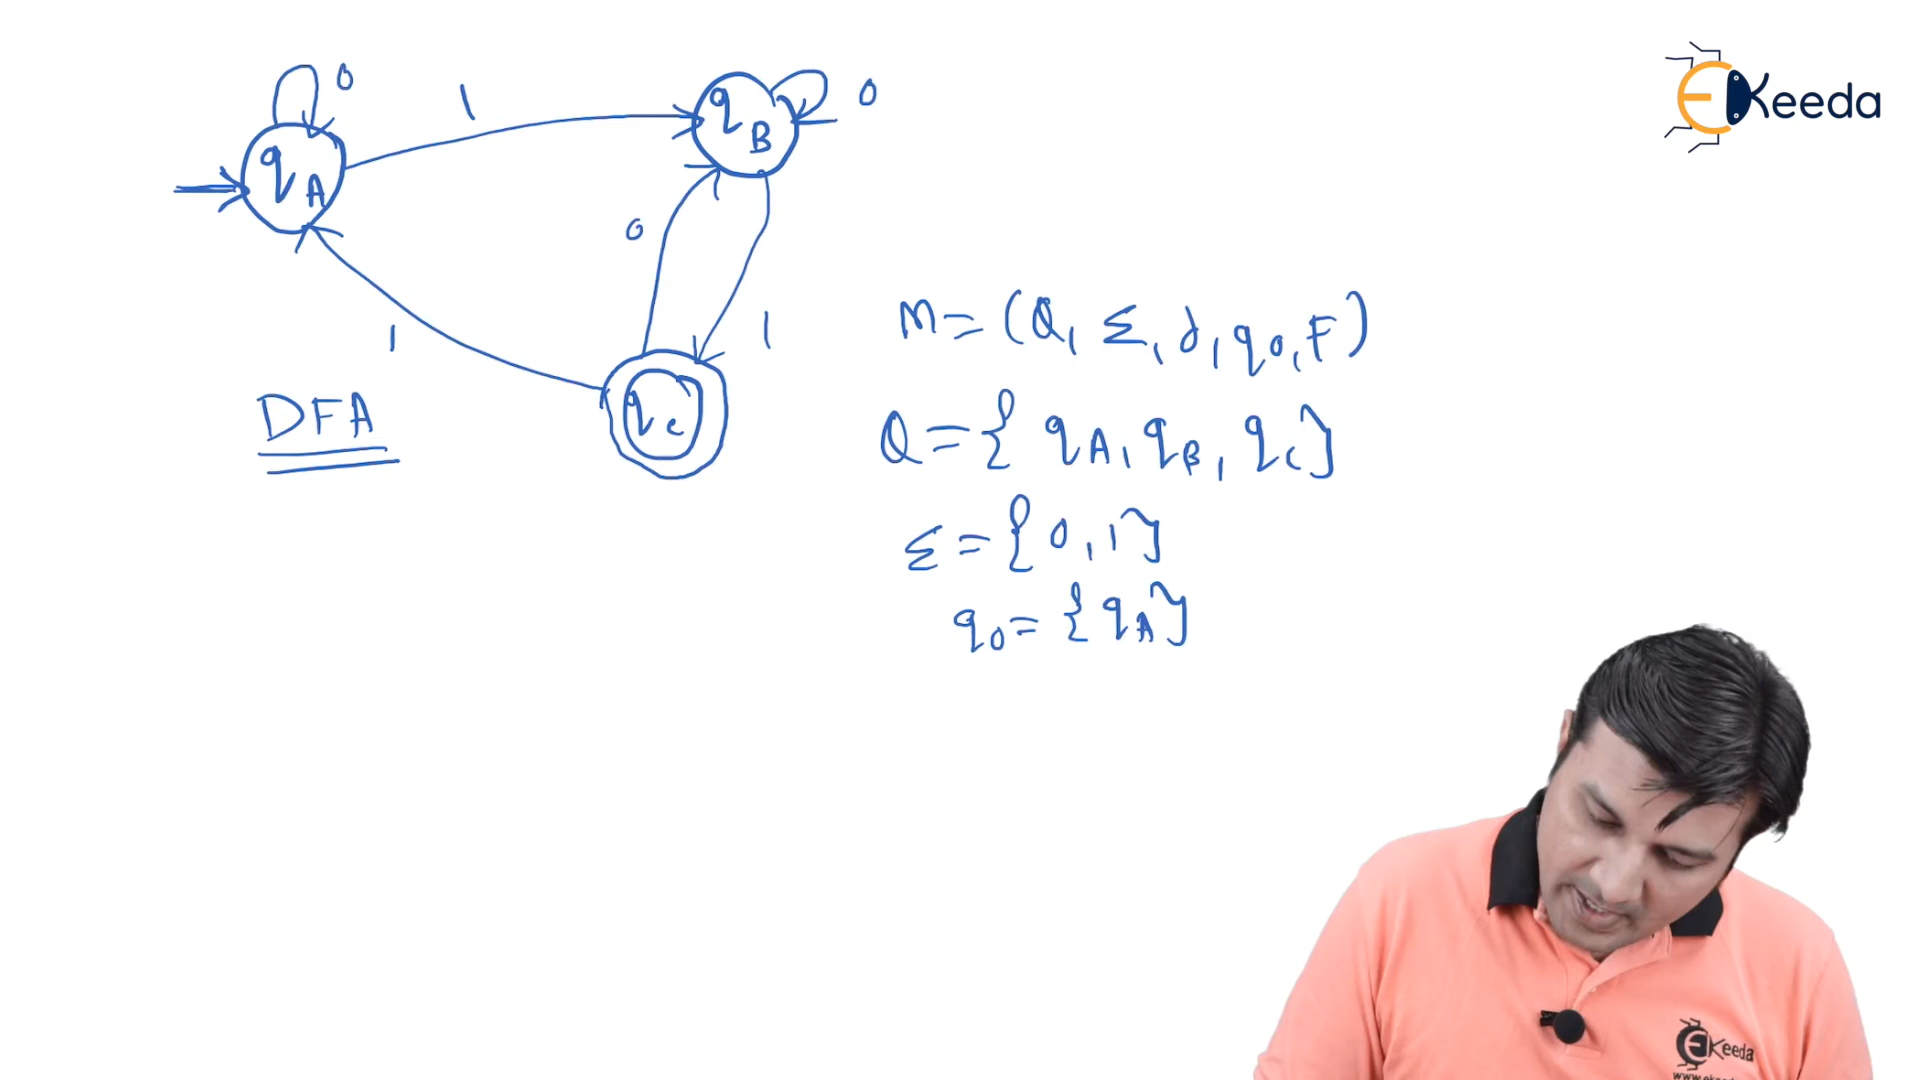 0
1
0
qB
qA
0
1
1
DFA
qC
M = (Q, Σ, δ, q0, F)
Q = { qA, qB, qC }
Σ = { 0, 1 }
q0 = { qA }
EKeeda
EKeeda